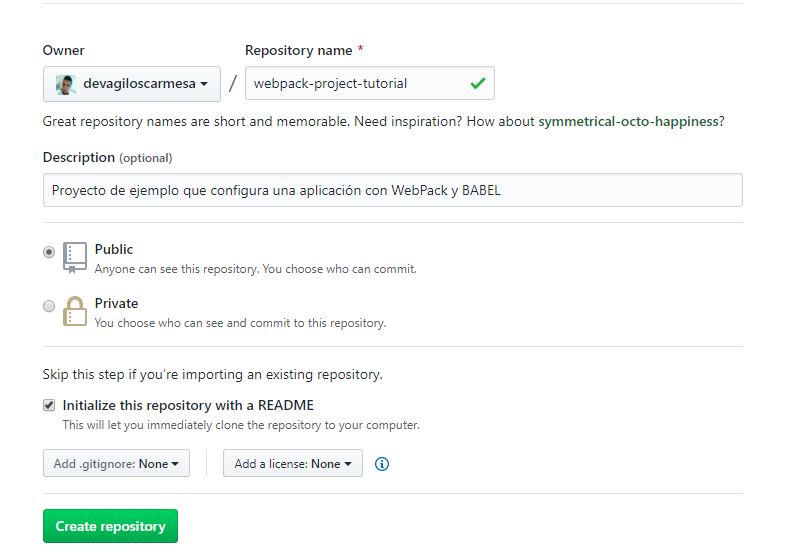 Owner Repository name *
devagiloscarmesa / webpack-project-tutorial
Great repository names are short and memorable. Need inspiration? How about symmetrical-octo-happiness?
Description (optional)
Proyecto de ejemplo que configura una aplicación con WebPack y BABEL
Public
Anyone can see this repository. You choose who can commit.
Private
You choose who can see and commit to this repository.
Skip this step if you’re importing an existing repository.
Initialize this repository with a README
This will let you immediately clone the repository to your computer.
Add .gitignore: None Add a license: None
Create repository